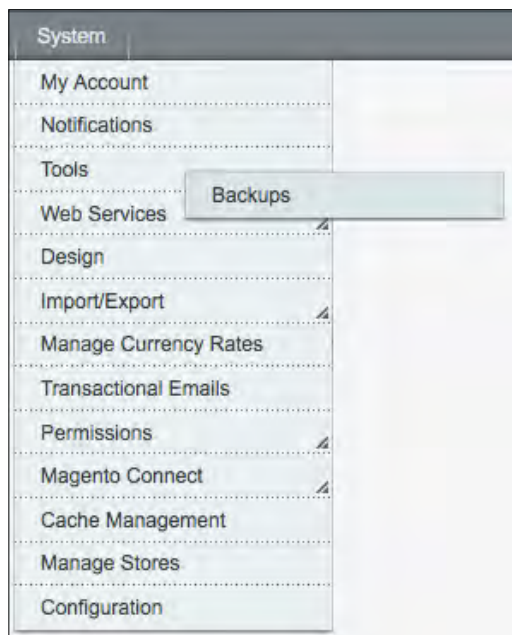 System
My Account
Notifications
Tools
Backups
Web Services
Design
Import/Export
Manage Currency Rates
Transactional Emails
Permissions
Magento Connect
Cache Management
Manage Stores
Configuration